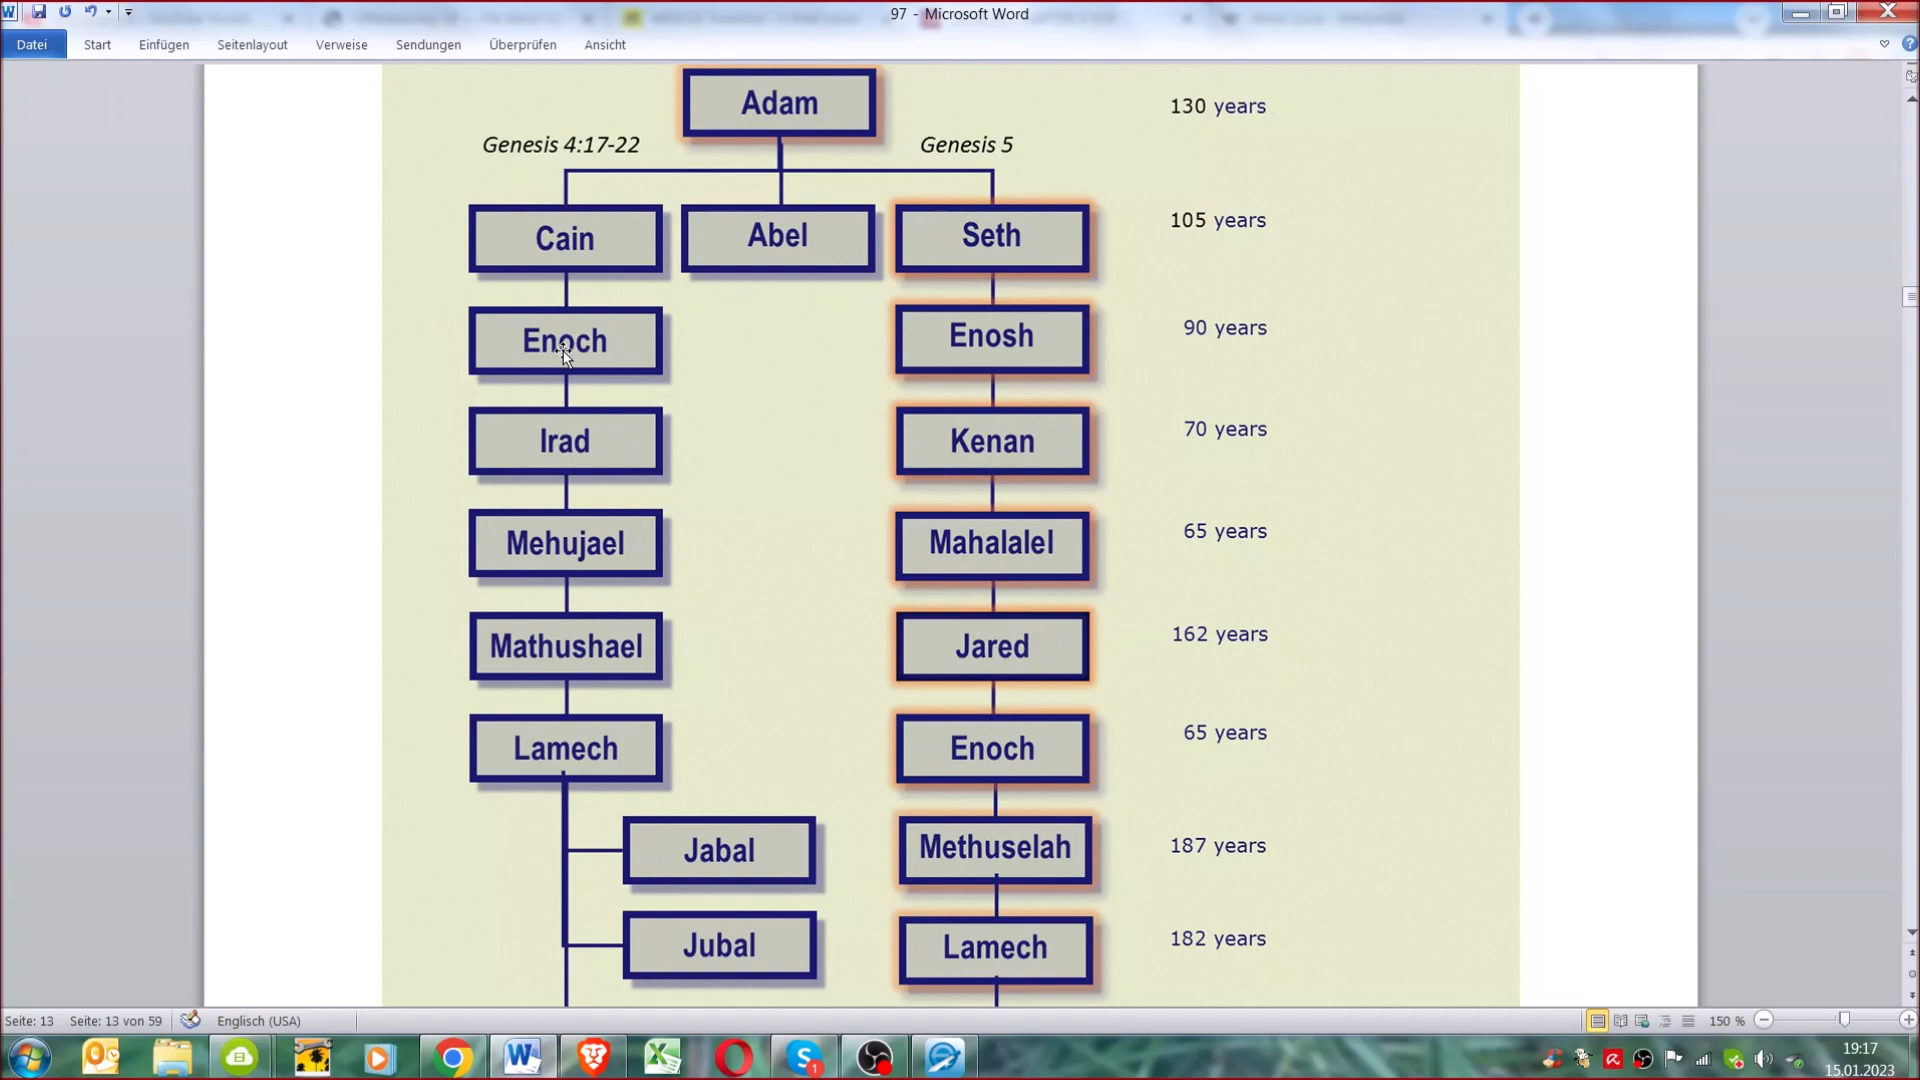 97 - Microsoft Word
Datei Start Einfügen Seitenlayout Verweise Sendungen Überprüfen Ansicht
Adam 130 years
Genesis 4:17-22 Genesis 5
Cain Abel Seth 105 years
Enoch Enosh 90 years
Irad Kenan 70 years
Mehujael Mahalalel 65 years
Mathushael Jared 162 years
Lamech Enoch 65 years
Jabal Methuselah 187 years
Jubal Lamech 182 years
Seite: 13 Seite: 13 von 59 Englisch (USA) 150 %
19:17
15.01.2023